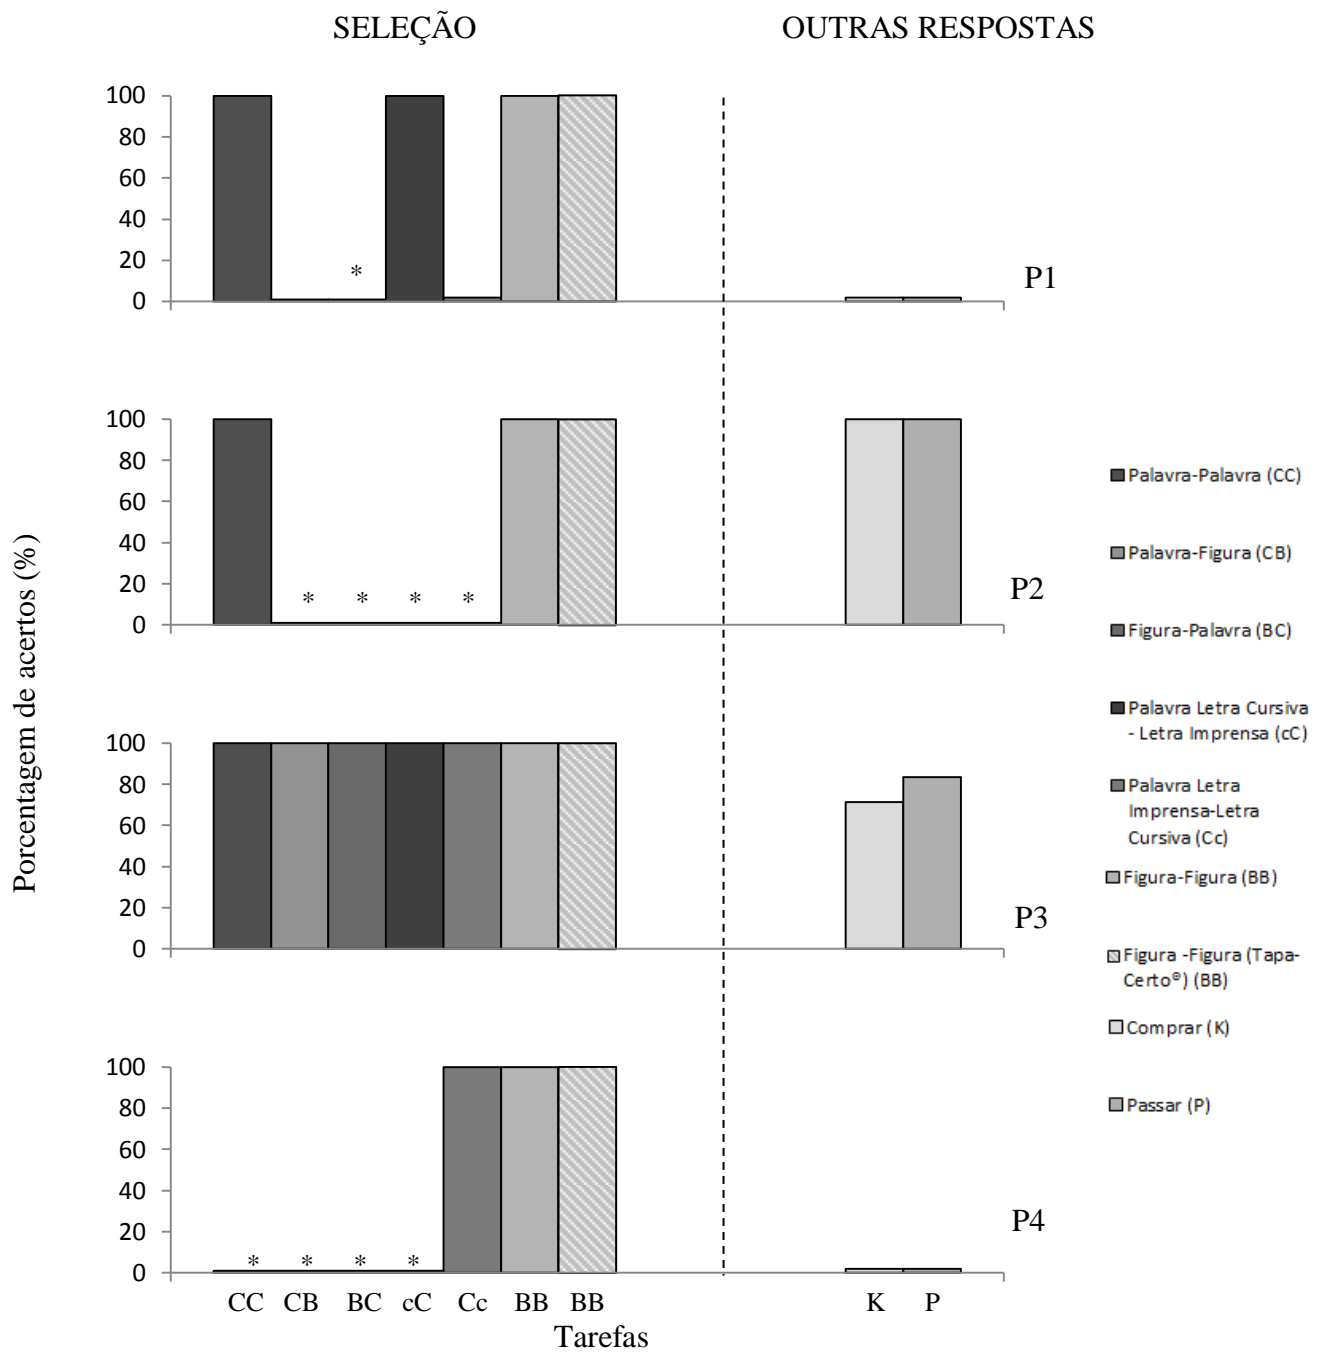 SELEÇÃO OUTRAS RESPOSTAS
Porcentagem de acertos (%)
100
80
60
40
20
0
*
P1
100
80
60
40
20
0
* * * *
P2
100
80
60
40
20
0
P3
100
80
60
40
20
0
* * * *
P4
CC CB BC cC Cc BB BB K P
Tarefas
Palavra-Palavra (CC)
Palavra-Figura (CB)
Figura-Palavra (BC)
Palavra Letra Cursiva
- Letra Imprensa (cC)
Palavra Letra
Imprensa-Letra
Cursiva (Cc)
Figura-Figura (BB)
Figura -Figura (Tapa-
Certo®) (BB)
Comprar (K)
Passar (P)